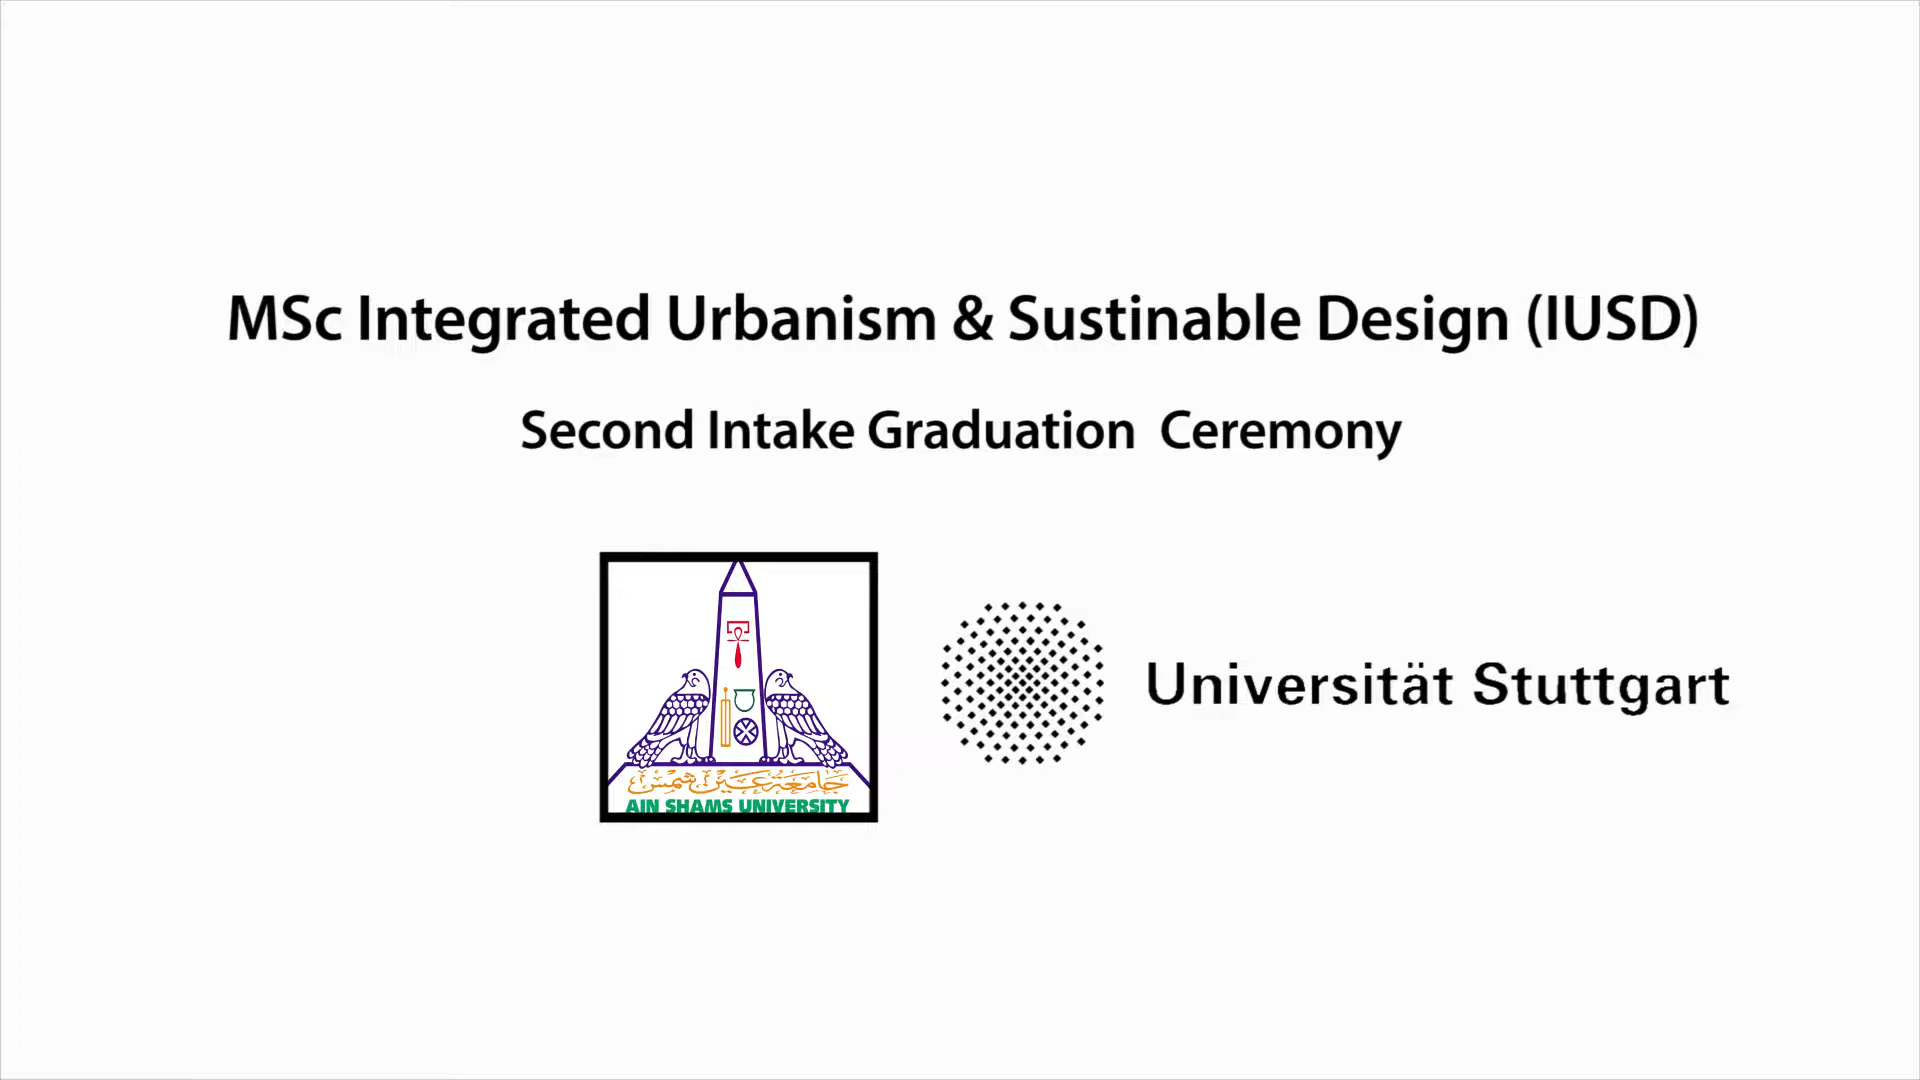 MSc Integrated Urbanism & Sustinable Design (IUSD)
Second Intake Graduation Ceremony
جامعة عين شمس
AIN SHAMS UNIVERSITY
Universität Stuttgart